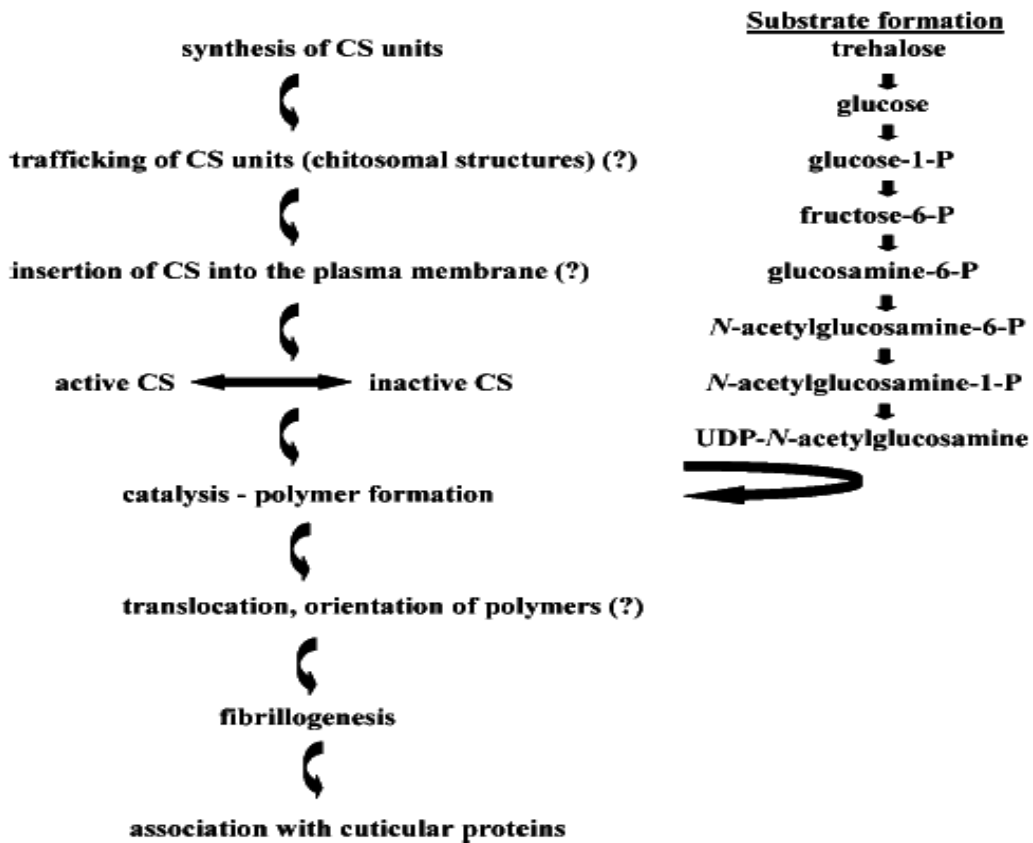 synthesis of CS units
trafficking of CS units (chitosomal structures) (?)
insertion of CS into the plasma membrane (?)
active CS
inactive CS
catalysis - polymer formation
translocation, orientation of polymers (?)
fibrillogenesis
association with cuticular proteins
Substrate formation
trehalose
glucose
glucose-1-P
fructose-6-P
glucosamine-6-P
N-acetylglucosamine-6-P
N-acetylglucosamine-1-P
UDP-N-acetylglucosamine